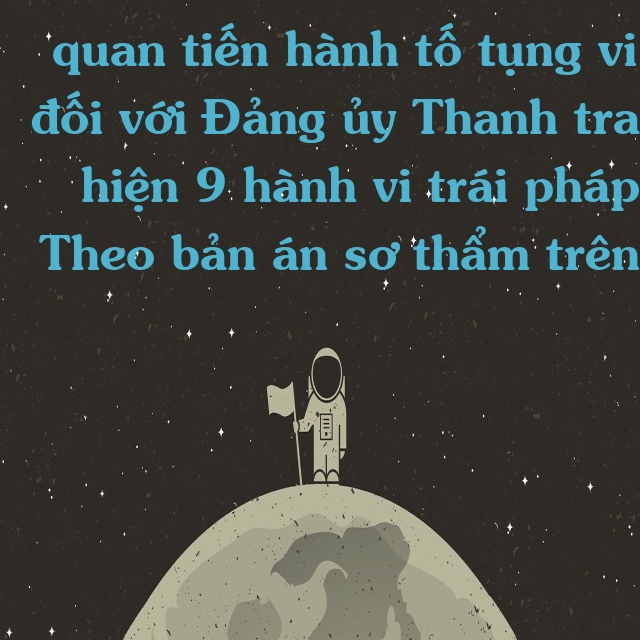 quan tiến hành tố tụng vi
đối với Đảng ủy Thanh tra
hiện 9 hành vi trái pháp
Theo bản án sơ thẩm trên